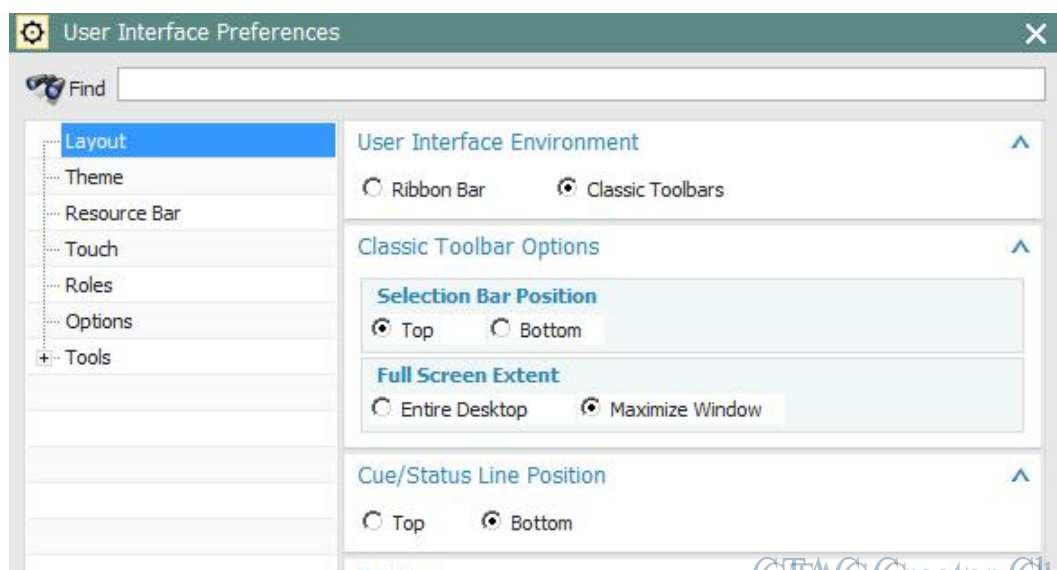 User Interface Preferences
Find
Layout
Theme
Resource Bar
Touch
Roles
Options
Tools
User Interface Environment
Ribbon Bar Classic Toolbars
Classic Toolbar Options
Selection Bar Position
Top Bottom
Full Screen Extent
Entire Desktop Maximize Window
Cue/Status Line Position
Top Bottom